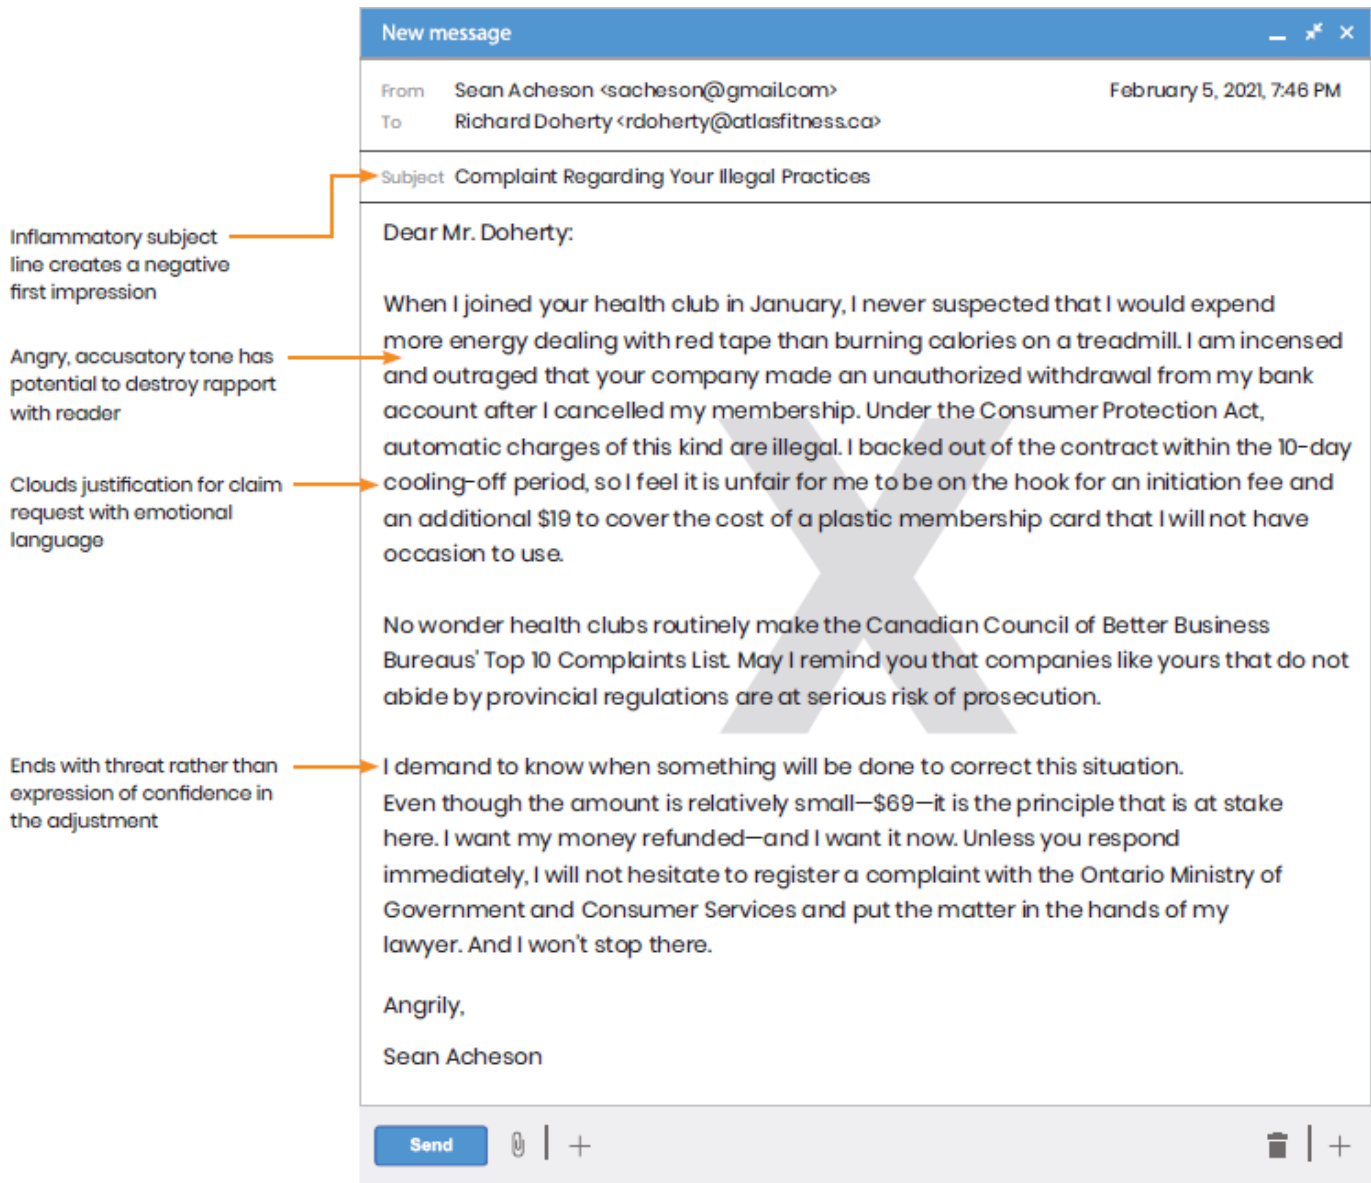 New message
From Sean Acheson <sacheson@gmail.com> February 5, 2021, 7:46 PM
To Richard Doherty <rdoherty@atlasfitness.ca>
Subject Complaint Regarding Your Illegal Practices
Inflammatory subject
line creates a negative
first impression
Angry, accusatory tone has
potential to destroy rapport
with reader
Clouds justification for claim
request with emotional
language
Ends with threat rather than
expression of confidence in
the adjustment
Dear Mr. Doherty:
When I joined your health club in January, I never suspected that I would expend
more energy dealing with red tape than burning calories on a treadmill. I am incensed
and outraged that your company made an unauthorized withdrawal from my bank
account after I cancelled my membership. Under the Consumer Protection Act,
automatic charges of this kind are illegal. I backed out of the contract within the 10-day
cooling-off period, so I feel it is unfair for me to be on the hook for an initiation fee and
an additional $19 to cover the cost of a plastic membership card that I will not have
occasion to use.
No wonder health clubs routinely make the Canadian Council of Better Business
Bureaus' Top 10 Complaints List. May I remind you that companies like yours that do not
abide by provincial regulations are at serious risk of prosecution.
I demand to know when something will be done to correct this situation.
Even though the amount is relatively small—$69—it is the principle that is at stake
here. I want my money refunded—and I want it now. Unless you respond
immediately, I will not hesitate to register a complaint with the Ontario Ministry of
Government and Consumer Services and put the matter in the hands of my
lawyer. And I won't stop there.
Angrily,
Sean Acheson
Send
X